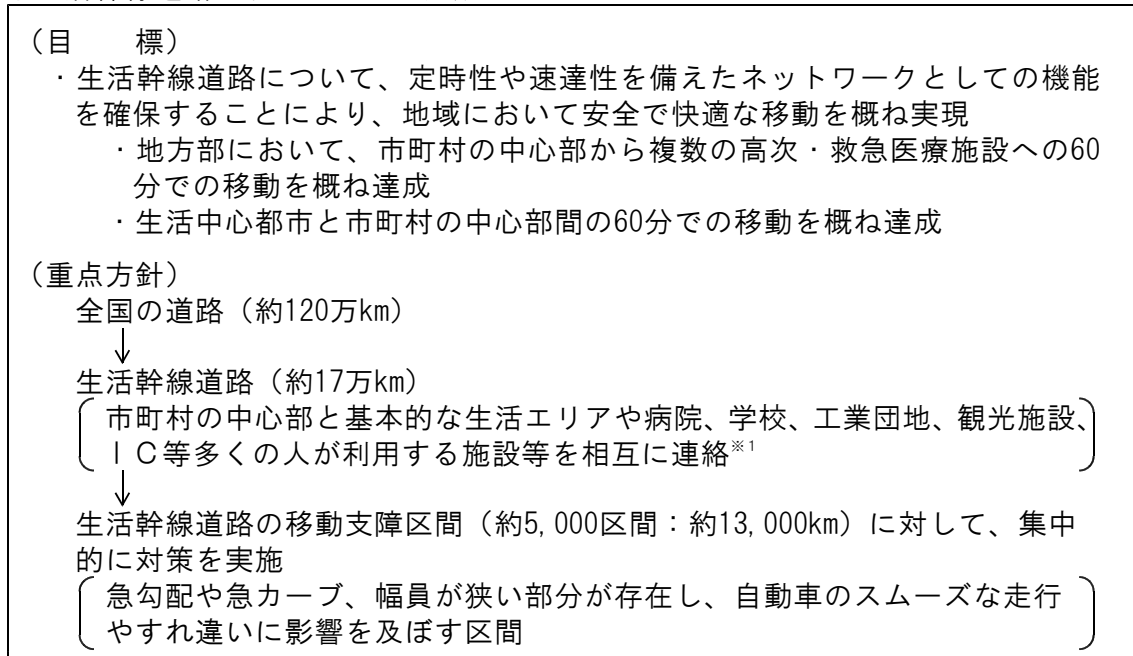 （目　　標）
・生活幹線道路について、定時性や速達性を備えたネットワークとしての機能
を確保することにより、地域において安全で快適な移動を概ね実現
・地方部において、市町村の中心部から複数の高次・救急医療施設への60
分での移動を概ね達成
・生活中心都市と市町村の中心部間の60分での移動を概ね達成
（重点方針）
全国の道路（約120万km）
↓
生活幹線道路（約17万km）
市町村の中心部と基本的な生活エリアや病院、学校、工業団地、観光施設、
ＩＣ等多くの人が利用する施設等を相互に連絡※1
↓
生活幹線道路の移動支障区間（約5,000区間：約13,000km）に対して、集中
的に対策を実施
急勾配や急カーブ、幅員が狭い部分が存在し、自動車のスムーズな走行
やすれ違いに影響を及ぼす区間